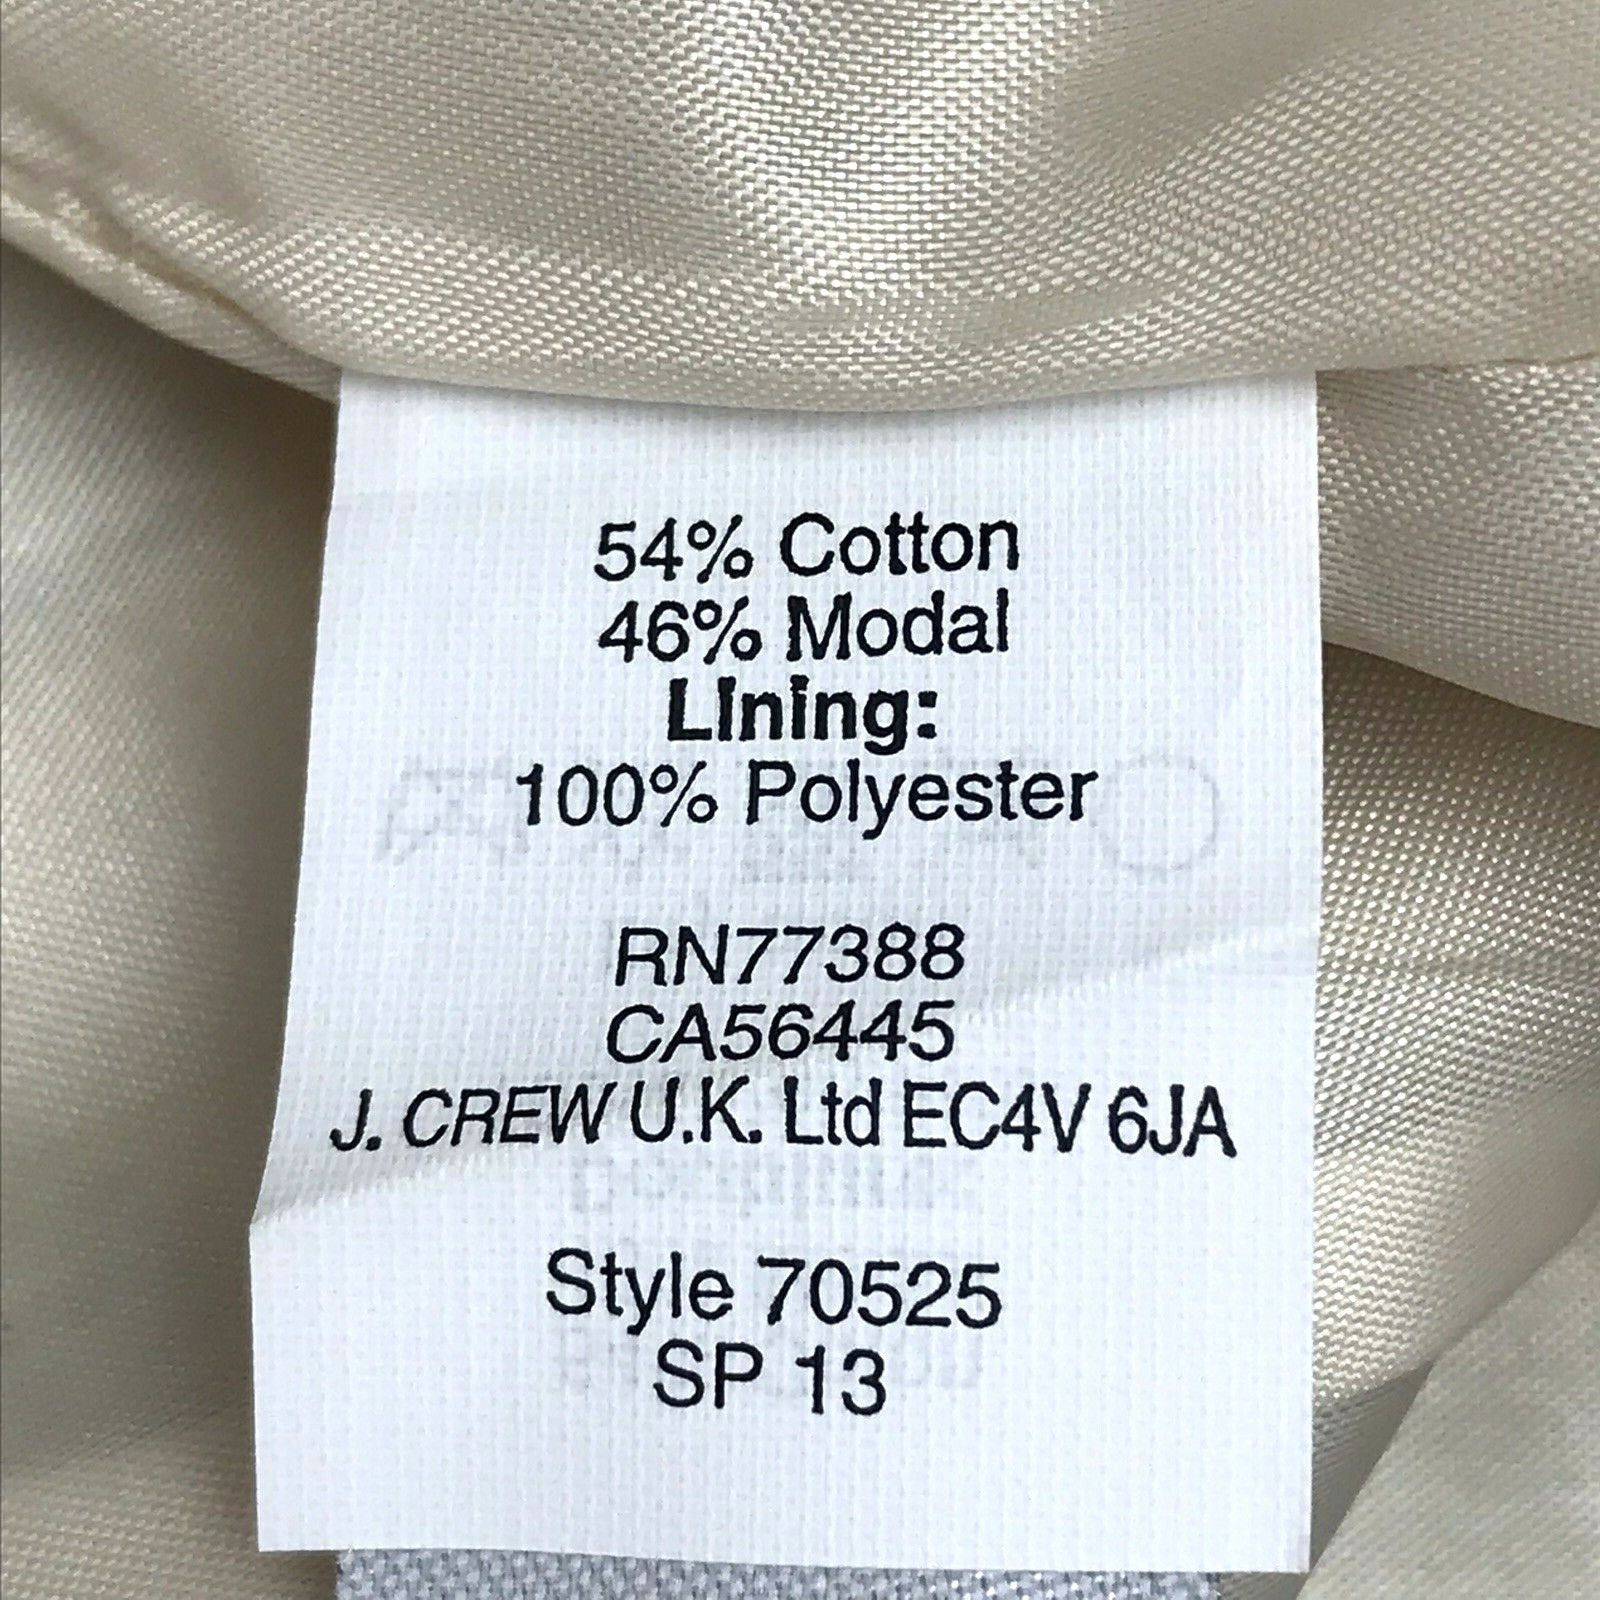 54% Cotton
46% Modal
Lining:
100% Polyester
RN77388
CA56445
J. CREW U.K. Ltd EC4V 6JA
Style 70525
SP 13